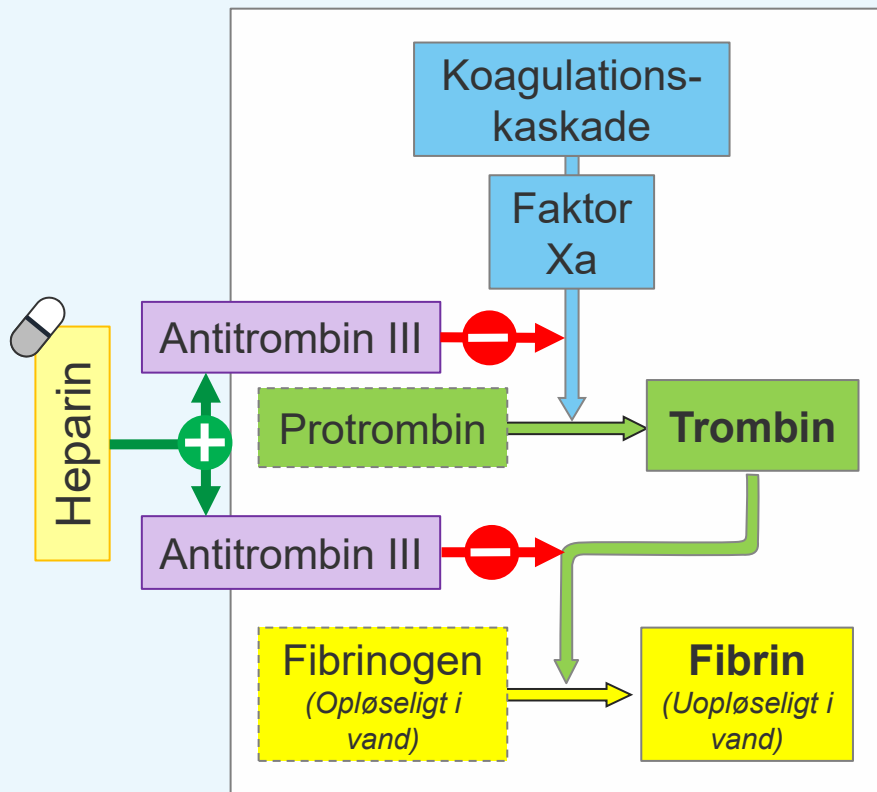 Koagulations-
kaskade
Faktor
Xa
Heparin
Antitrombin III
Protrombin
Trombin
Antitrombin III
Fibrinogen
(Opløseligt i
vand)
Fibrin
(Uopløseligt i
vand)